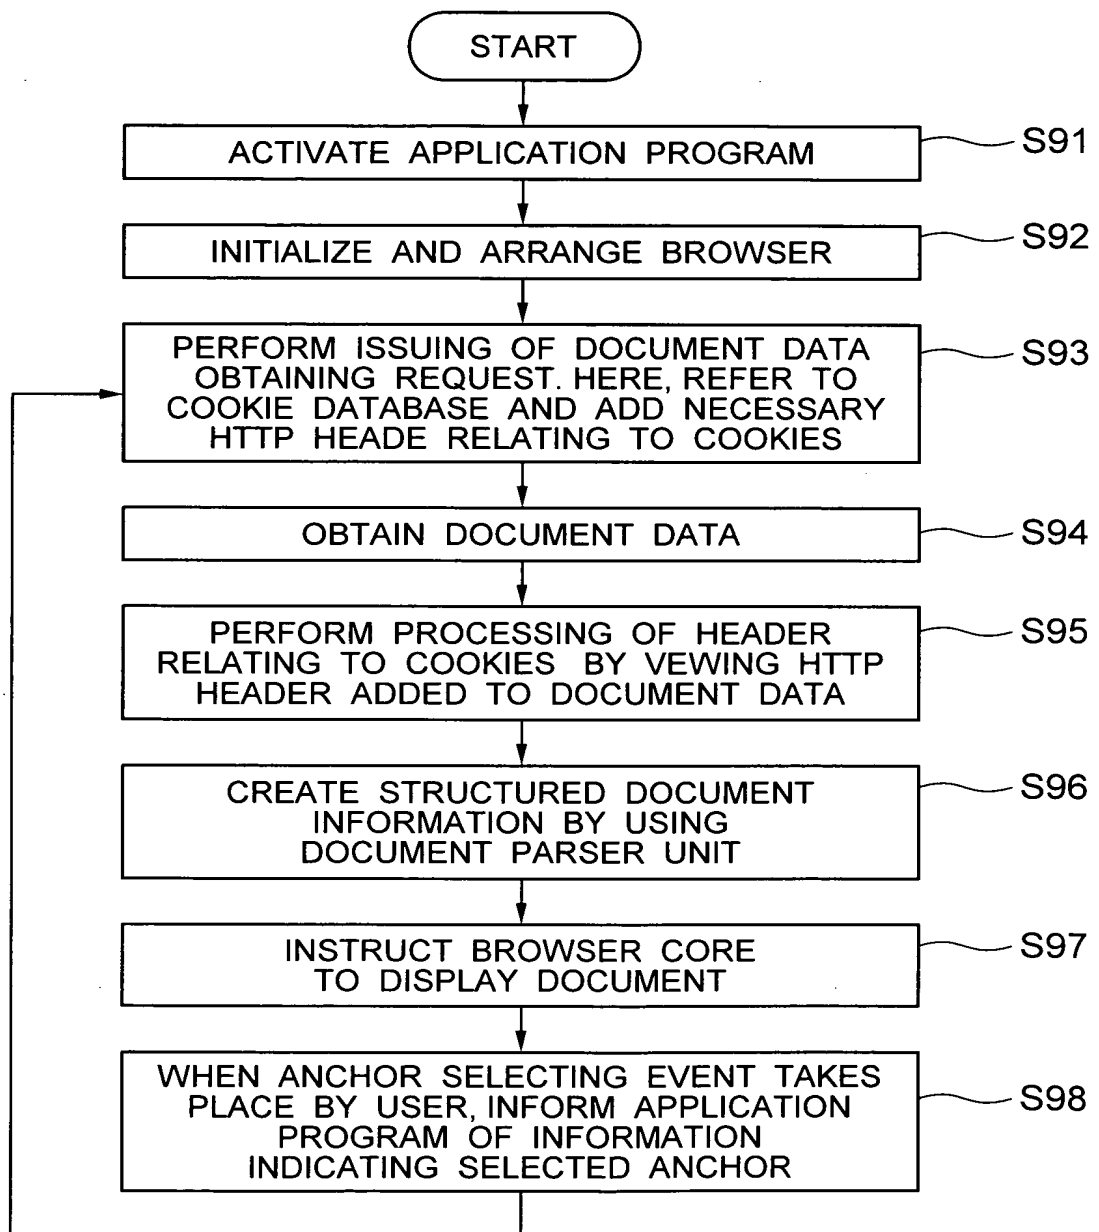 START
ACTIVATE APPLICATION PROGRAM
S91
INITIALIZE AND ARRANGE BROWSER
S92
PERFORM ISSUING OF DOCUMENT DATA
OBTAINING REQUEST. HERE, REFER TO
COOKIE DATABASE AND ADD NECESSARY
HTTP HEADE RELATING TO COOKIES
S93
OBTAIN DOCUMENT DATA
S94
PERFORM PROCESSING OF HEADER
RELATING TO COOKIES BY VEWING HTTP
HEADER ADDED TO DOCUMENT DATA
S95
CREATE STRUCTURED DOCUMENT
INFORMATION BY USING
DOCUMENT PARSER UNIT
S96
INSTRUCT BROWSER CORE
TO DISPLAY DOCUMENT
S97
WHEN ANCHOR SELECTING EVENT TAKES
PLACE BY USER, INFORM APPLICATION
PROGRAM OF INFORMATION
INDICATING SELECTED ANCHOR
S98